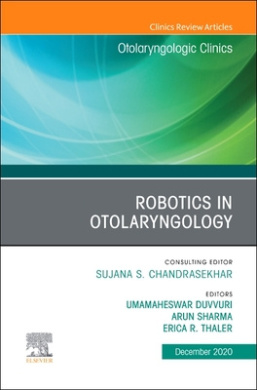 Clinics Review Articles
Otolaryngologic Clinics
ROBOTICS IN
OTOLARYNGOLOGY
CONSULTING EDITOR
SUJANA S. CHANDRASEKHAR
EDITORS
UMAMAHESWAR DUVVURI
ARUN SHARMA
ERICA R. THALER
ELSEVIER
December 2020